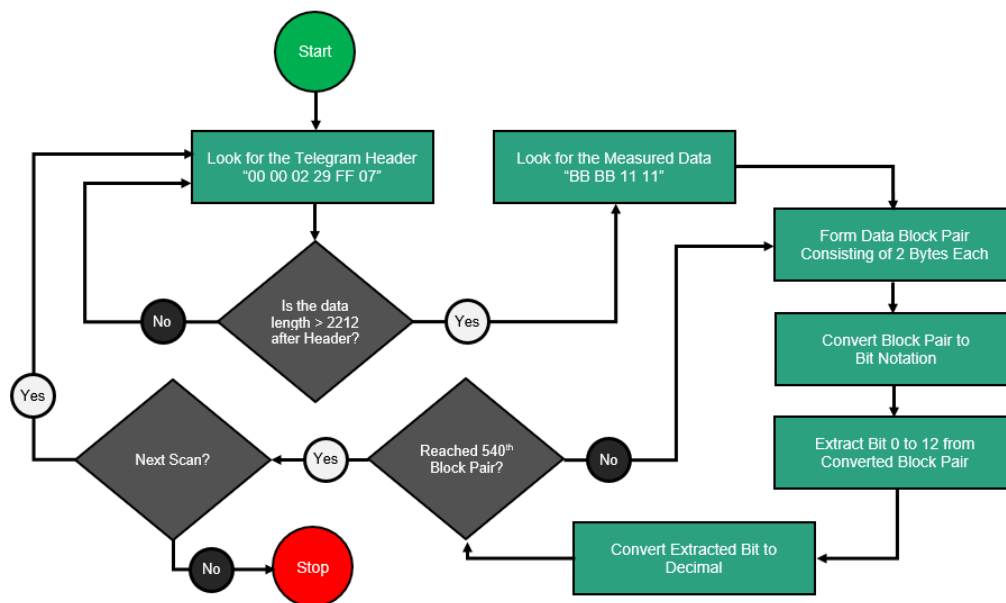 Start
Look for the Telegram Header
“00 00 02 29 FF 07”
Look for the Measured Data
“BB BB 11 11”
Form Data Block Pair
Consisting of 2 Bytes Each
Is the data
length > 2212
after Header?
No
Yes
Convert Block Pair to
Bit Notation
Yes
Next Scan?
Yes
Reached 540th
Block Pair?
No
Extract Bit 0 to 12 from
Converted Block Pair
No
Stop
Convert Extracted Bit to
Decimal